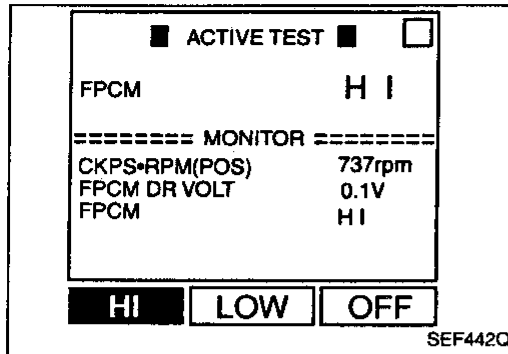 ■ ACTIVE TEST ■ □
FPCM HI
======== MONITOR ========
CKPS•RPM(POS) 737rpm
FPCM DR VOLT 0.1V
FPCM HI
HI LOW OFF
SEF442Q